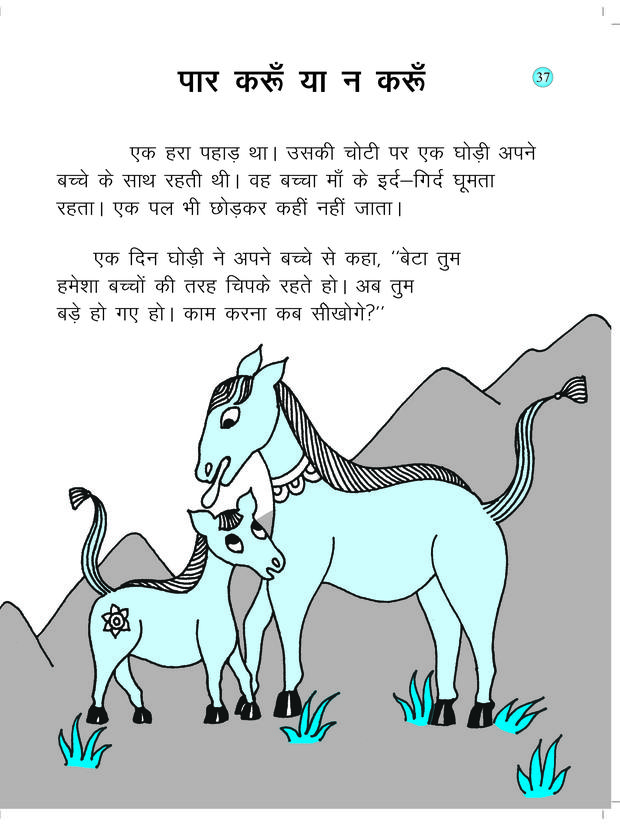 पार करूँ या न करूँ
37
एक हरा पहाड़ था। उसकी चोटी पर एक घोड़ी अपने
बच्चे के साथ रहती थी। वह बच्चा माँ के इर्द–गिर्द घूमता
रहता। एक पल भी छोड़कर कहीं नहीं जाता।
एक दिन घोड़ी ने अपने बच्चे से कहा, ‘‘बेटा तुम
हमेशा बच्चों की तरह चिपके रहते हो। अब तुम
बड़े हो गए हो। काम करना कब सीखोगे?’’